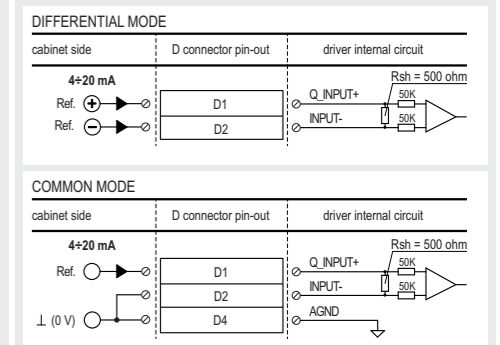 DIFFERENTIAL MODE
cabinet side D connector pin-out driver internal circuit
4÷20 mA Rsh = 500 ohm
Ref. + D1 Q_INPUT+ 50K
Ref. − D2 INPUT- 50K
COMMON MODE
cabinet side D connector pin-out driver internal circuit
4÷20 mA Rsh = 500 ohm
Ref. D1 Q_INPUT+ 50K
D2 INPUT- 50K
⊥ (0 V) D4 AGND